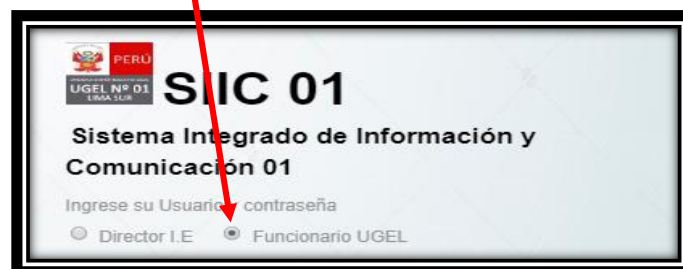 PERÚ
UGEL Nº 01
LIMA SUR
SIIC 01
Sistema Integrado de Información y
Comunicación 01
Ingrese su Usuario contraseña
Director I.E Funcionario UGEL